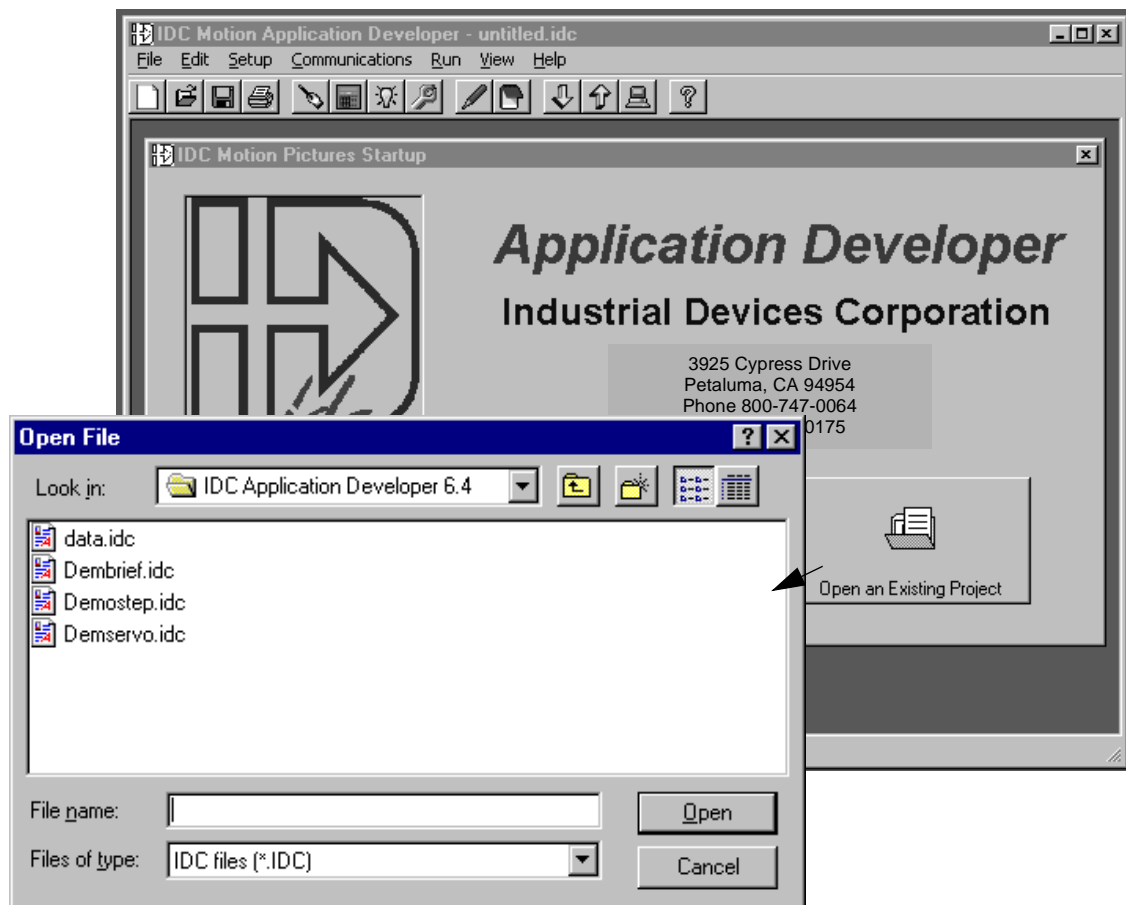 IDC Motion Application Developer - untitled.idc
File Edit Setup Communications Run View Help
IDC Motion Pictures Startup
idc
Application Developer
Industrial Devices Corporation
3925 Cypress Drive
Petaluma, CA 94954
Phone 800-747-0064
0175
Open an Existing Project
Open File
Look in: IDC Application Developer 6.4
data.idc
Dembrief.idc
Demostep.idc
Demservo.idc
File name:
Open
Files of type: IDC files (*.IDC)
Cancel